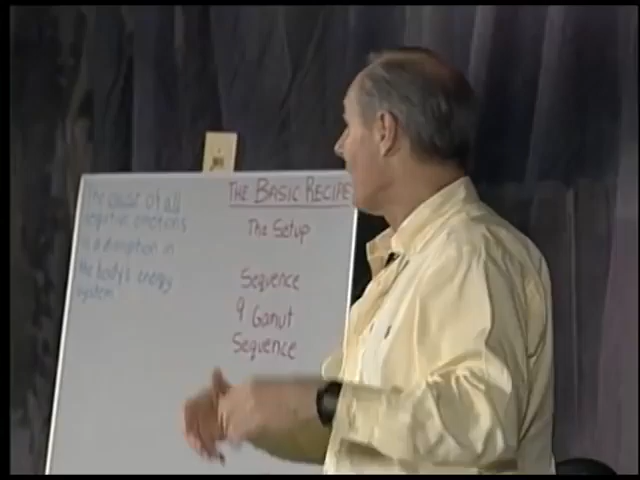 The cause of all
negative emotions
is a disruption in
the body's energy
system
THE BASIC RECIPE
The Setup
Sequence
9 Gamut
Sequence